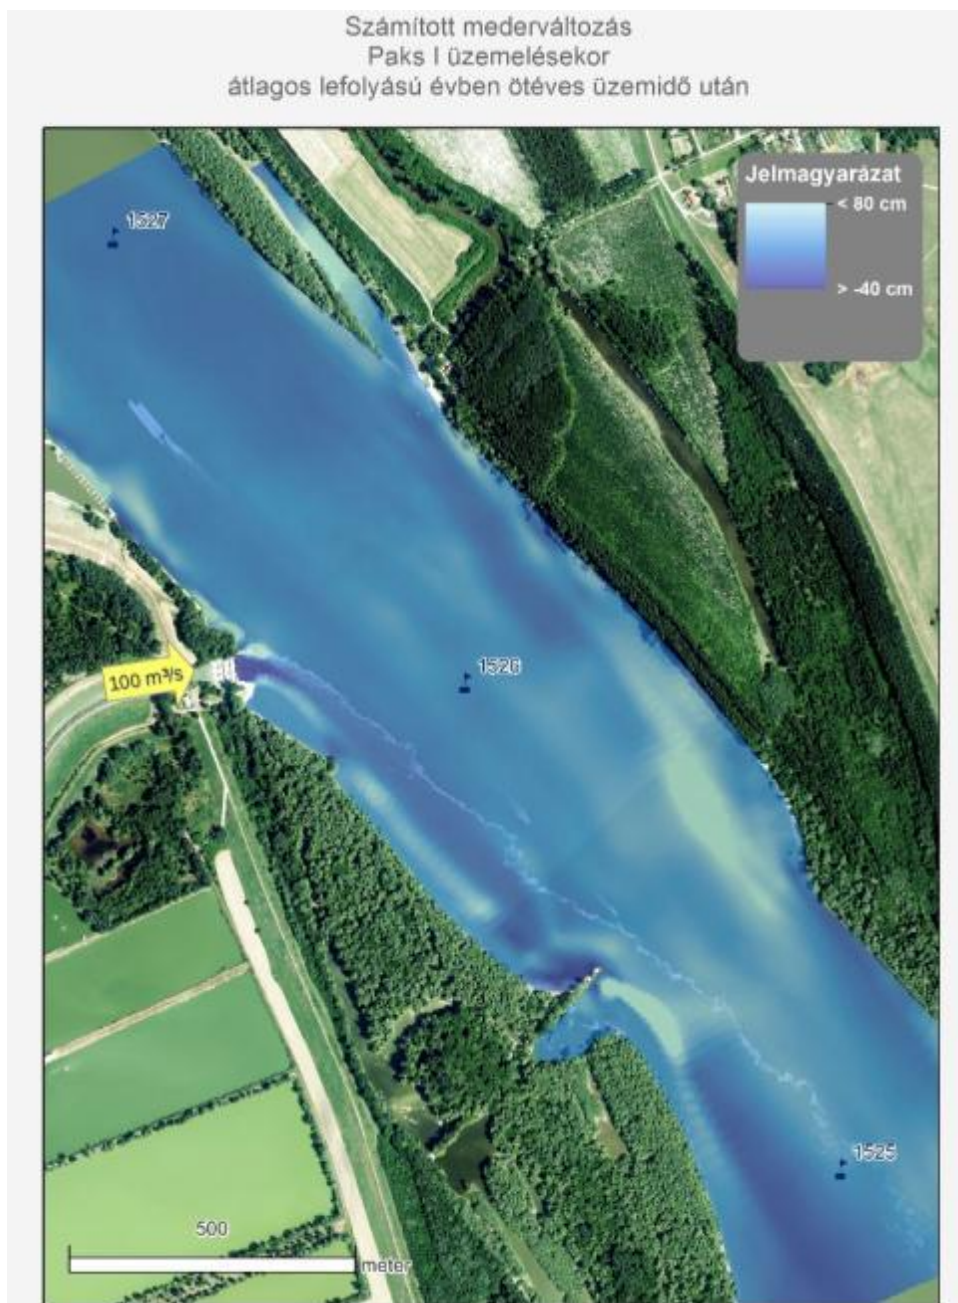 Számított mederváltozás
Paks I üzemelésekor
átlagos lefolyású évben ötéves üzemidő után
Jelmagyarázat
< 80 cm
> -40 cm
1527
100 m³/s
1526
1525
500
meter